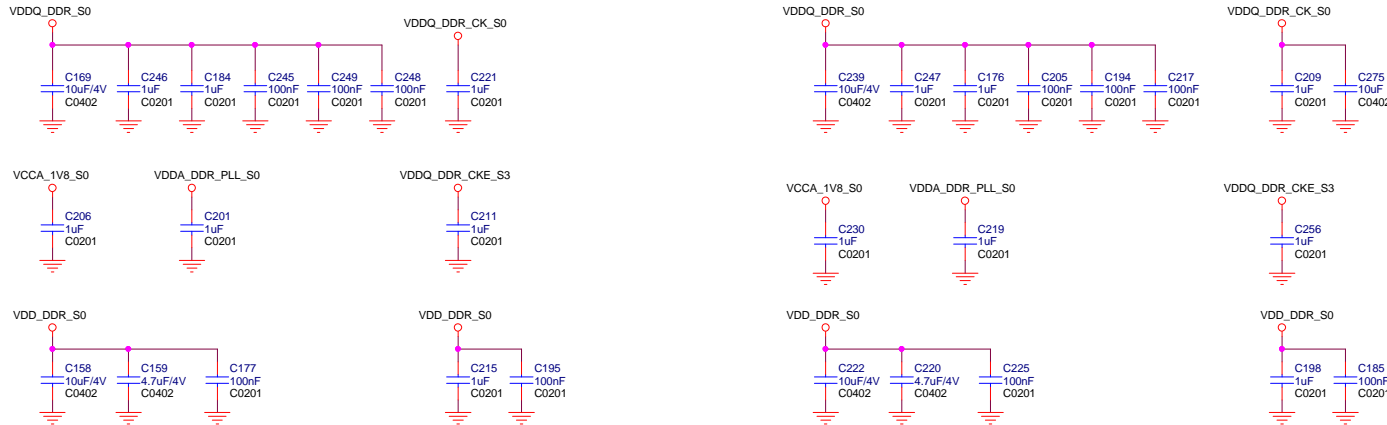 VDDQ_DDR_S0
C169
10uF/4V
C0402
C246
1uF
C0201
C184
1uF
C0201
C245
100nF
C0201
C249
100nF
C0201
C248
100nF
C0201
VDDQ_DDR_CK_S0
C221
1uF
C0201
VDDQ_DDR_S0
C239
10uF/4V
C0402
C247
1uF
C0201
C176
1uF
C0201
C205
100nF
C0201
C194
100nF
C0201
C217
100nF
C0201
VDDQ_DDR_CK_S0
C209
1uF
C0201
C275
10uF
C0402
VCCA_1V8_S0
C206
1uF
C0201
VDDA_DDR_PLL_S0
C201
1uF
C0201
VDDQ_DDR_CKE_S3
C211
1uF
C0201
VCCA_1V8_S0
C230
1uF
C0201
VDDA_DDR_PLL_S0
C219
1uF
C0201
VDDQ_DDR_CKE_S3
C256
1uF
C0201
VDD_DDR_S0
C158
10uF/4V
C0402
C159
4.7uF/4V
C0402
C177
100nF
C0201
VDD_DDR_S0
C215
1uF
C0201
C195
100nF
C0201
VDD_DDR_S0
C222
10uF/4V
C0402
C220
4.7uF/4V
C0402
C225
100nF
C0201
VDD_DDR_S0
C198
1uF
C0201
C185
100nF
C0201